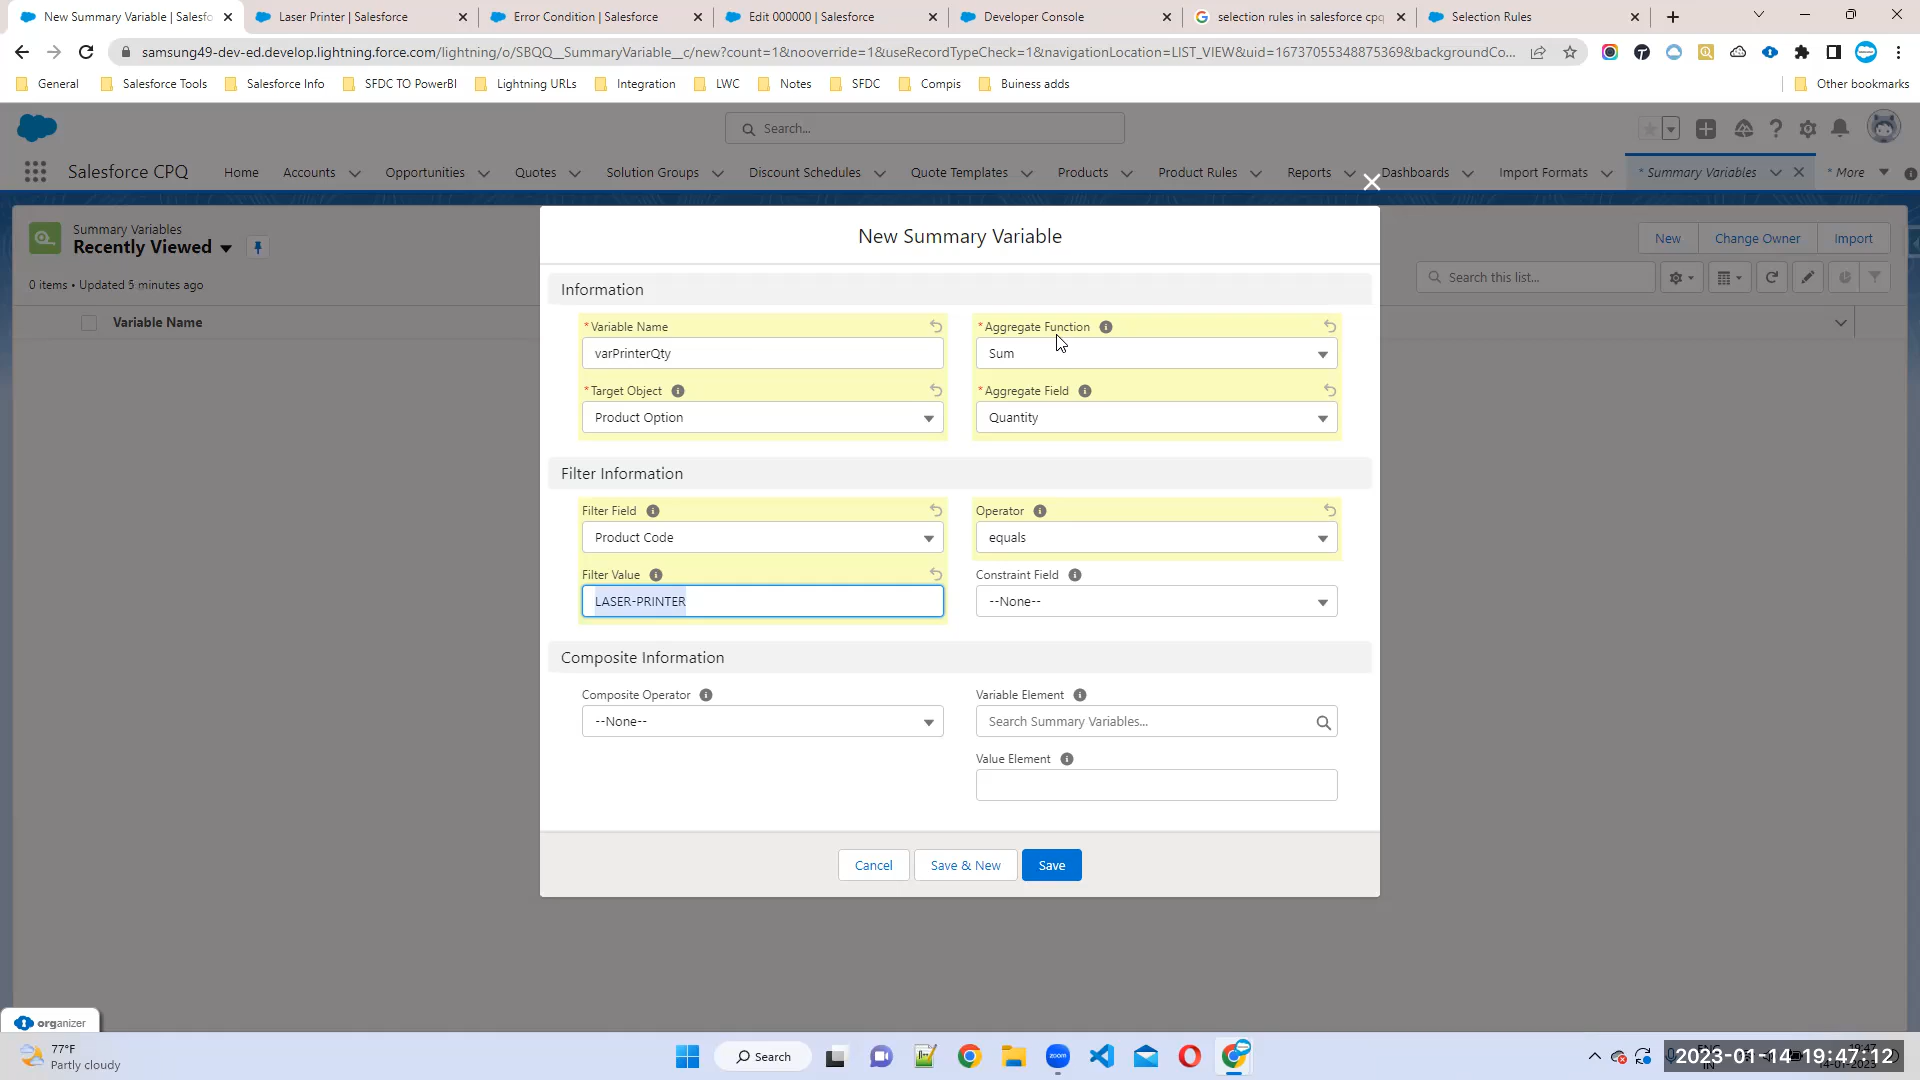 New Summary Variable | Salesfo
Laser Printer | Salesforce
Error Condition | Salesforce
Edit 000000 | Salesforce
Developer Console
selection rules in salesforce cpq
Selection Rules
samsung49-dev-ed.develop.lightning.force.com/lightning/o/SBQQ__SummaryVariable__c/new?count=1&nooverride=1&useRecordTypeCheck=1&navigationLocation=LIST_VIEW&uid=16737055348875369&backgroundCo...
General
Salesforce Tools
Salesforce Info
SFDC TO PowerBI
Lightning URLs
Integration
LWC
Notes
SFDC
Compis
Buiness adds
Other bookmarks
Search...
Salesforce CPQ
Home
Accounts
Opportunities
Quotes
Solution Groups
Discount Schedules
Quote Templates
Products
Product Rules
Reports
Dashboards
Import Formats
* Summary Variables
* More
Summary Variables
Recently Viewed
New
Change Owner
Import
0 items • Updated 5 minutes ago
Search this list...
Variable Name
New Summary Variable
Information
*Variable Name
varPrinterQty
*Aggregate Function
Sum
*Target Object
Product Option
*Aggregate Field
Quantity
Filter Information
Filter Field
Product Code
Operator
equals
Filter Value
LASER-PRINTER
Constraint Field
--None--
Composite Information
Composite Operator
--None--
Variable Element
Search Summary Variables...
Value Element
Cancel
Save & New
Save
organizer
77°F
Partly cloudy
Search
zoom
2023-01-14-19:47:12